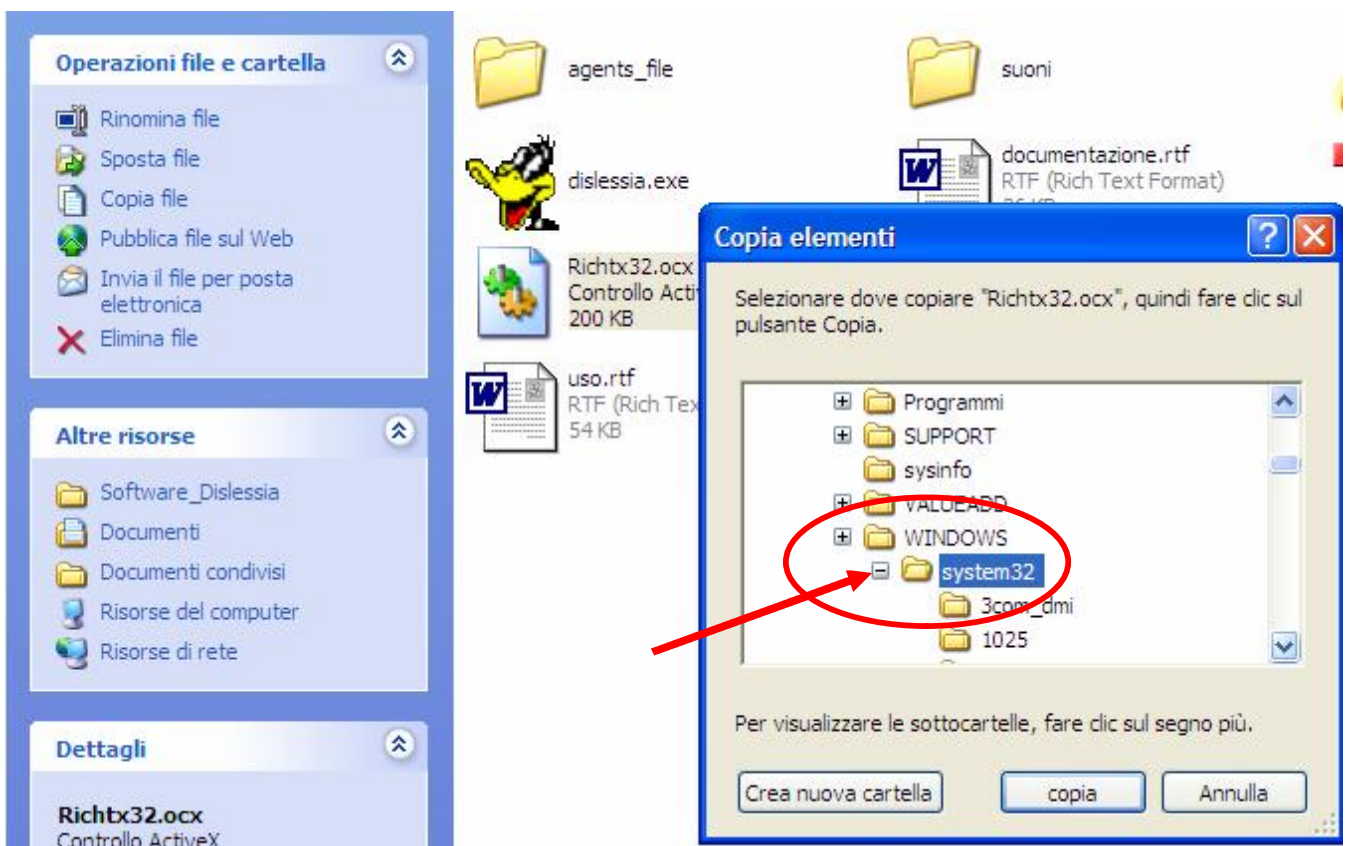 Operazioni file e cartella
Rinomina file
Sposta file
Copia file
Pubblica file sul Web
Invia il file per posta
elettronica
Elimina file
Altre risorse
Software_Dislessia
Documenti
Documenti condivisi
Risorse del computer
Risorse di rete
Dettagli
Richtx32.ocx
Controllo ActiveX
agents_file
suoni
dislessia.exe
documentazione.rtf
RTF (Rich Text Format)
Richtx32.ocx
Controllo Acti
200 KB
uso.rtf
RTF (Rich Tex
54 KB
Copia elementi
Selezionare dove copiare "Richtx32.ocx", quindi fare clic sul
pulsante Copia.
Programmi
SUPPORT
sysinfo
VALUEADD
WINDOWS
system32
3com_dmi
1025
Per visualizzare le sottocartelle, fare clic sul segno più.
Crea nuova cartella
copia
Annulla